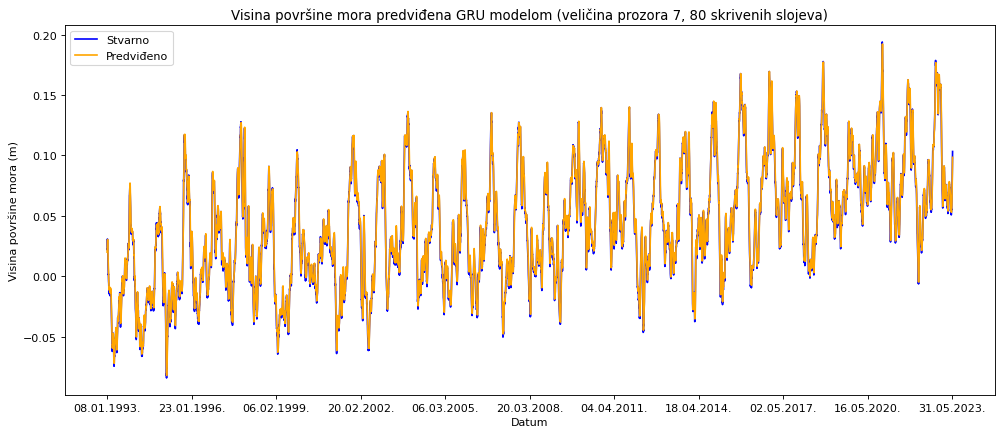 Visina površine mora predviđena GRU modelom (veličina prozora 7, 80 skrivenih slojeva)
Stvarno
Predviđeno
Visina površine mora (m)
0.20
0.15
0.10
0.05
0.00
−0.05
08.01.1993. 23.01.1996. 06.02.1999. 20.02.2002. 06.03.2005. 20.03.2008. 04.04.2011. 18.04.2014. 02.05.2017. 16.05.2020. 31.05.2023.
Datum